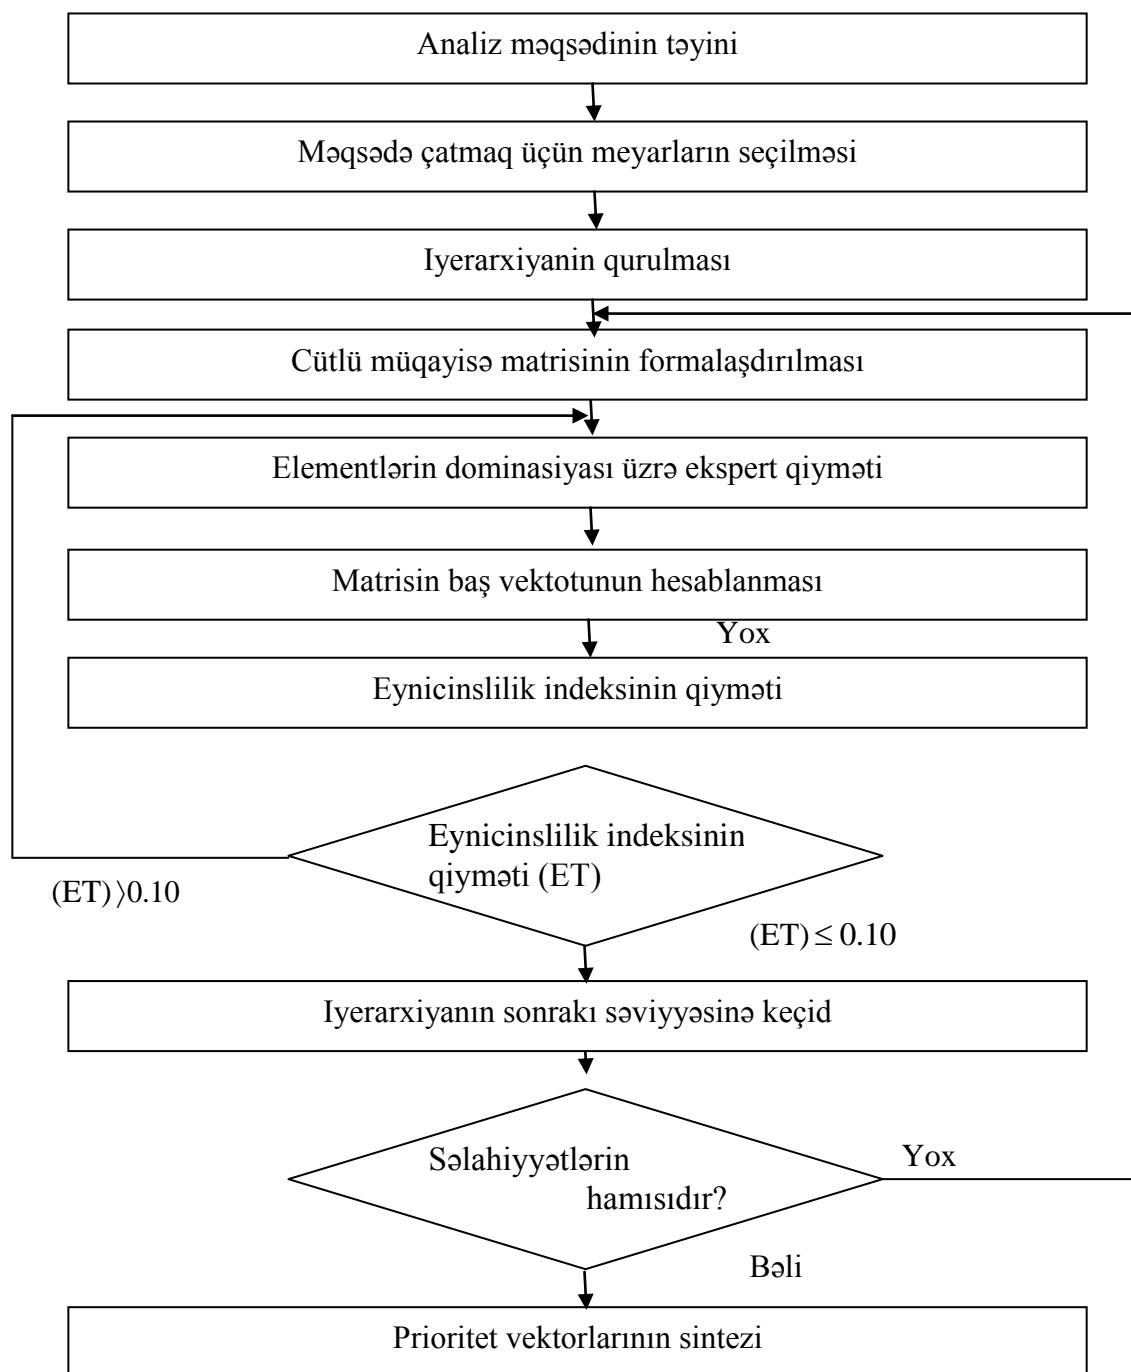 Analiz məqsədinin təyini
Məqsədə çatmaq üçün meyarların seçilməsi
Iyerarxiyanin qurulması
Cütlü müqayisə matrisinin formalaşdırılması
Elementlərin dominasiyası üzrə ekspert qiyməti
Matrisin baş vektotunun hesablanması
Yox
Eynicinslilik indeksinin qiyməti
Eynicinslilik indeksinin
qiyməti (ET)
(ET)⟩0.10
(ET) ≤ 0.10
Iyerarxiyanın sonrakı səviyyəsinə keçid
Səlahiyyətlərin
hamısıdır?
Yox
Bəli
Prioritet vektorlarının sintezi